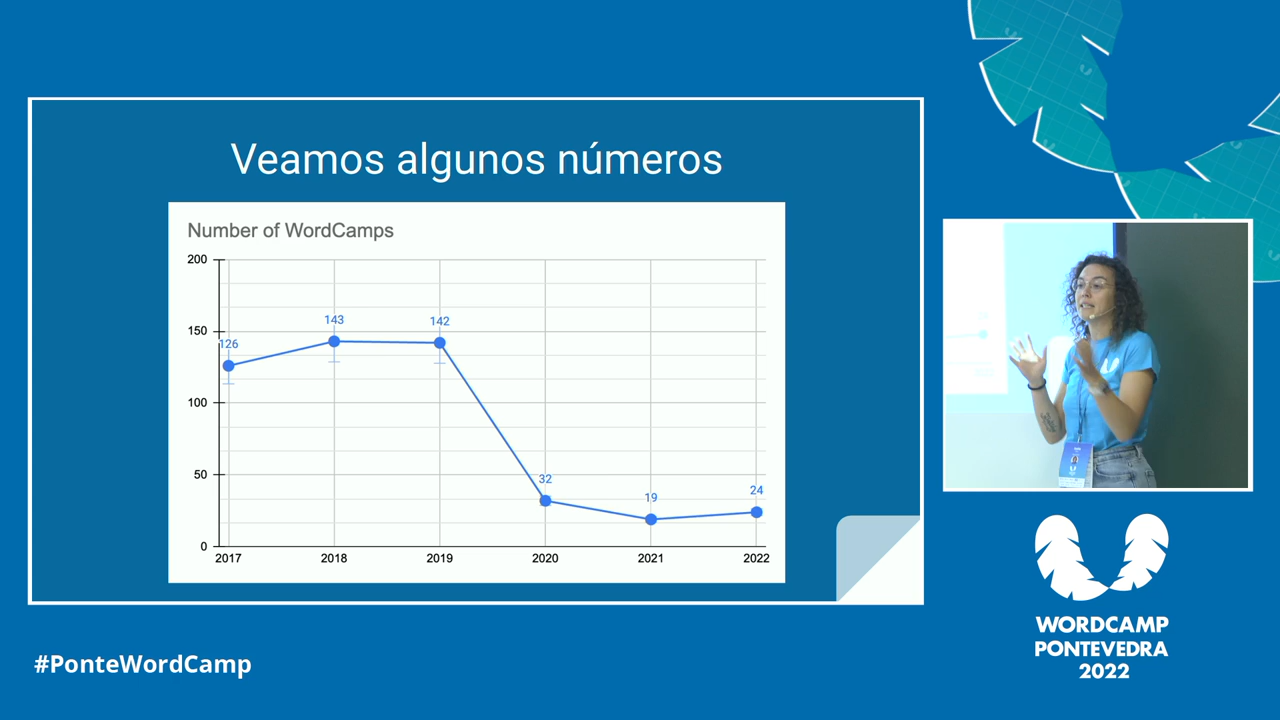 Veamos algunos números
Number of WordCamps
200
150
100
50
0
126
143
142
32
19
24
2017 2018 2019 2020 2021 2022
#PonteWordCamp
WORDCAMP
PONTEVEDRA
2022